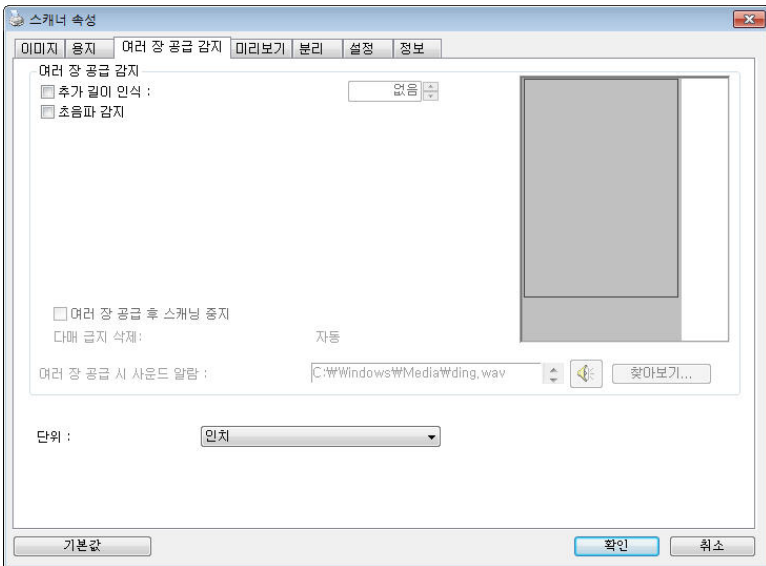 스캐너 속성
이미지 용지 여러 장 공급 감지 미리보기 분리 설정 정보
여러 장 공급 감지
추가 길이 인식 : 없음
초음파 감지
여러 장 공급 후 스캐닝 중지
다매 급지 삭제: 자동
여러 장 공급 시 사운드 알람 : C:₩Windows₩Media₩ding.wav 찾아보기...
단위 : 인치
기본값 확인 취소